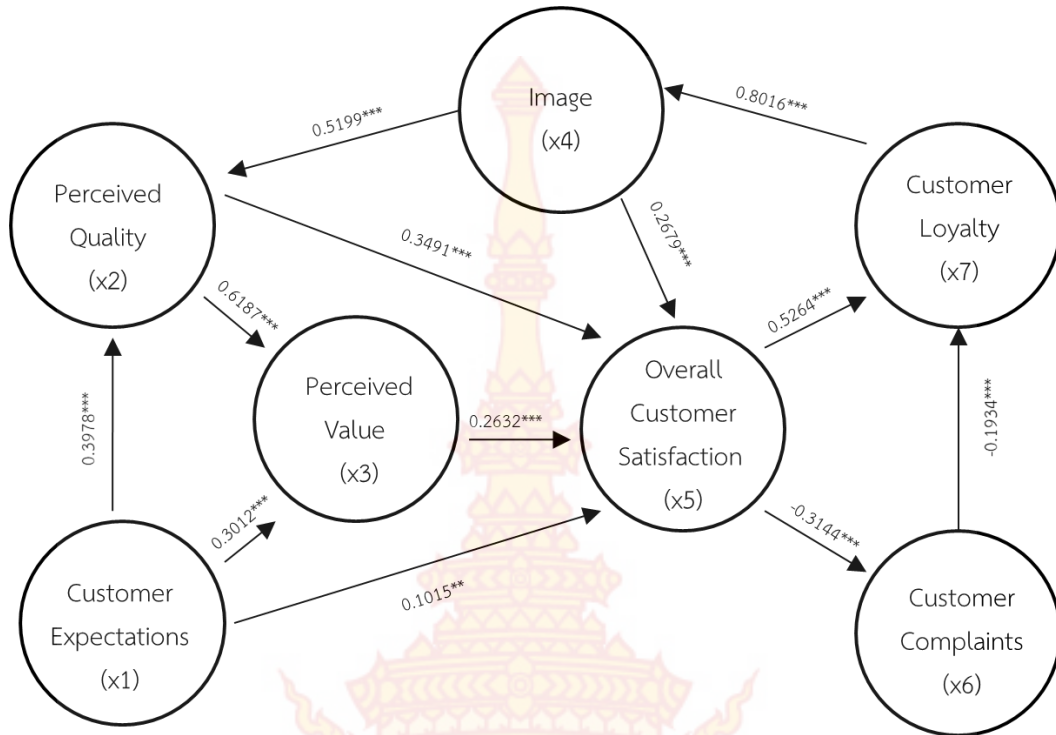 Image
(x4)
0.8016***
0.5199***
Perceived
Quality
(x2)
Customer
Loyalty
(x7)
0.2679***
0.3491***
0.6187***
0.5264***
Perceived
Value
(x3)
Overall
Customer
Satisfaction
(x5)
0.2632***
0.3978***
-0.1934***
0.3012***
-0.3144***
0.1015**
Customer
Expectations
(x1)
Customer
Complaints
(x6)